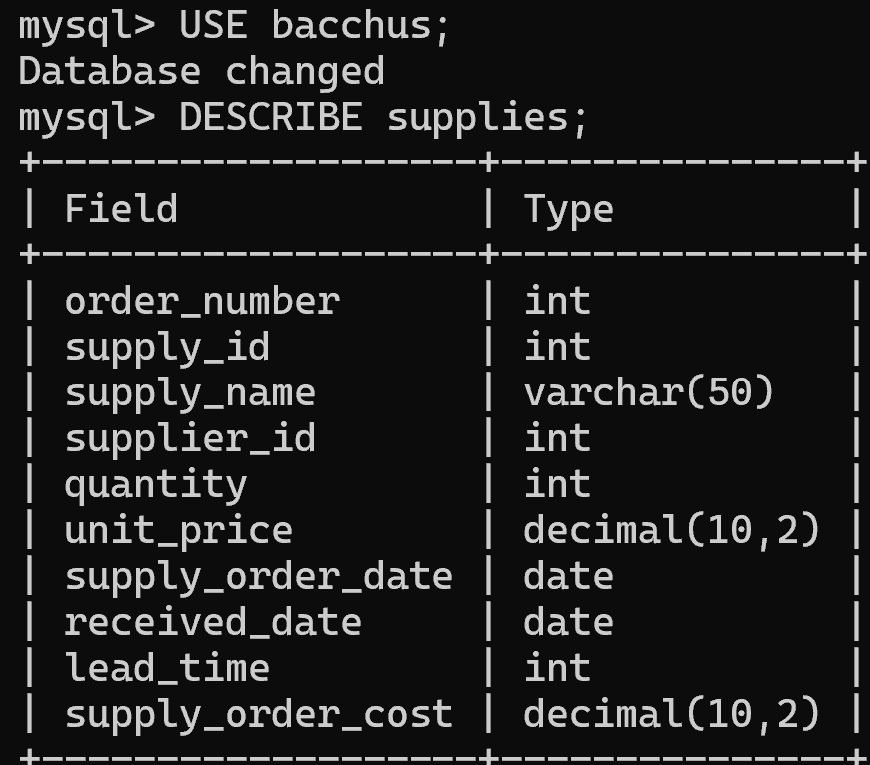 mysql> USE bacchus;
Database changed
mysql> DESCRIBE supplies;
+-------------------+---------------+
| Field             | Type          |
+-------------------+---------------+
| order_number      | int           |
| supply_id         | int           |
| supply_name       | varchar(50)   |
| supplier_id       | int           |
| quantity          | int           |
| unit_price        | decimal(10,2) |
| supply_order_date | date          |
| received_date     | date          |
| lead_time         | int           |
| supply_order_cost | decimal(10,2) |
+-------------------+---------------+